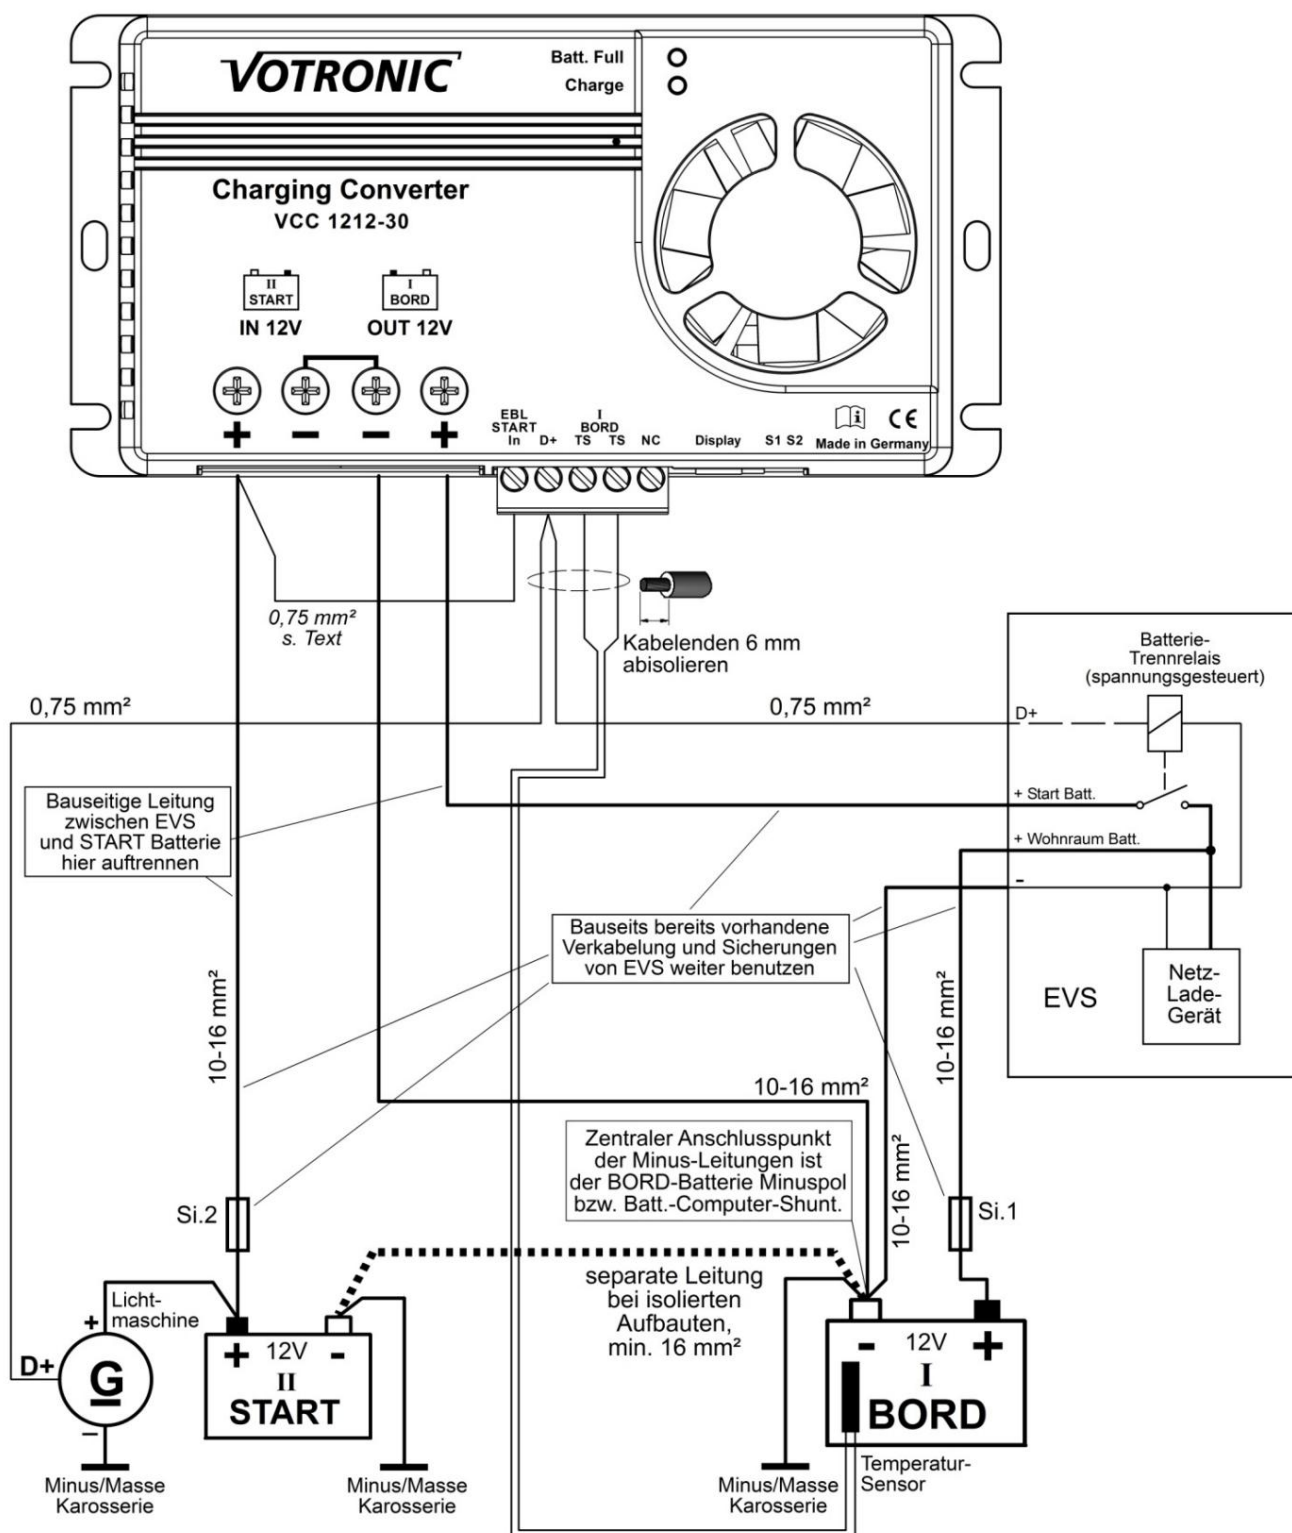 VOTRONIC
Batt. Full
Charge
Charging Converter
VCC 1212-30
II
START
I
BORD
IN 12V
OUT 12V
+ − − +
EBL
START
In
D+
I
BORD
TS TS
NC
Display
S1 S2
i
CE
Made in Germany
0,75 mm²
s. Text
Kabelenden 6 mm
abisolieren
Batterie-
Trennrelais
(spannungsgesteuert)
0,75 mm²
0,75 mm²
D+
Bauseitige Leitung
zwischen EVS
und START Batterie
hier auftrennen
+ Start Batt.
+ Wohnraum Batt.
-
Bauseits bereits vorhandene
Verkabelung und Sicherungen
von EVS weiter benutzen
EVS
Netz-
Lade-
Gerät
10-16 mm²
10-16 mm²
10-16 mm²
10-16 mm²
Zentraler Anschlusspunkt
der Minus-Leitungen ist
der BORD-Batterie Minuspol
bzw. Batt.-Computer-Shunt.
Si.2
Si.1
separate Leitung
bei isolierten
Aufbauten,
min. 16 mm²
Licht-
maschine
+
D+
G
−
+ 12V -
II
START
- 12V +
I
BORD
Minus/Masse
Karosserie
Minus/Masse
Karosserie
Minus/Masse
Karosserie
Temperatur-
Sensor